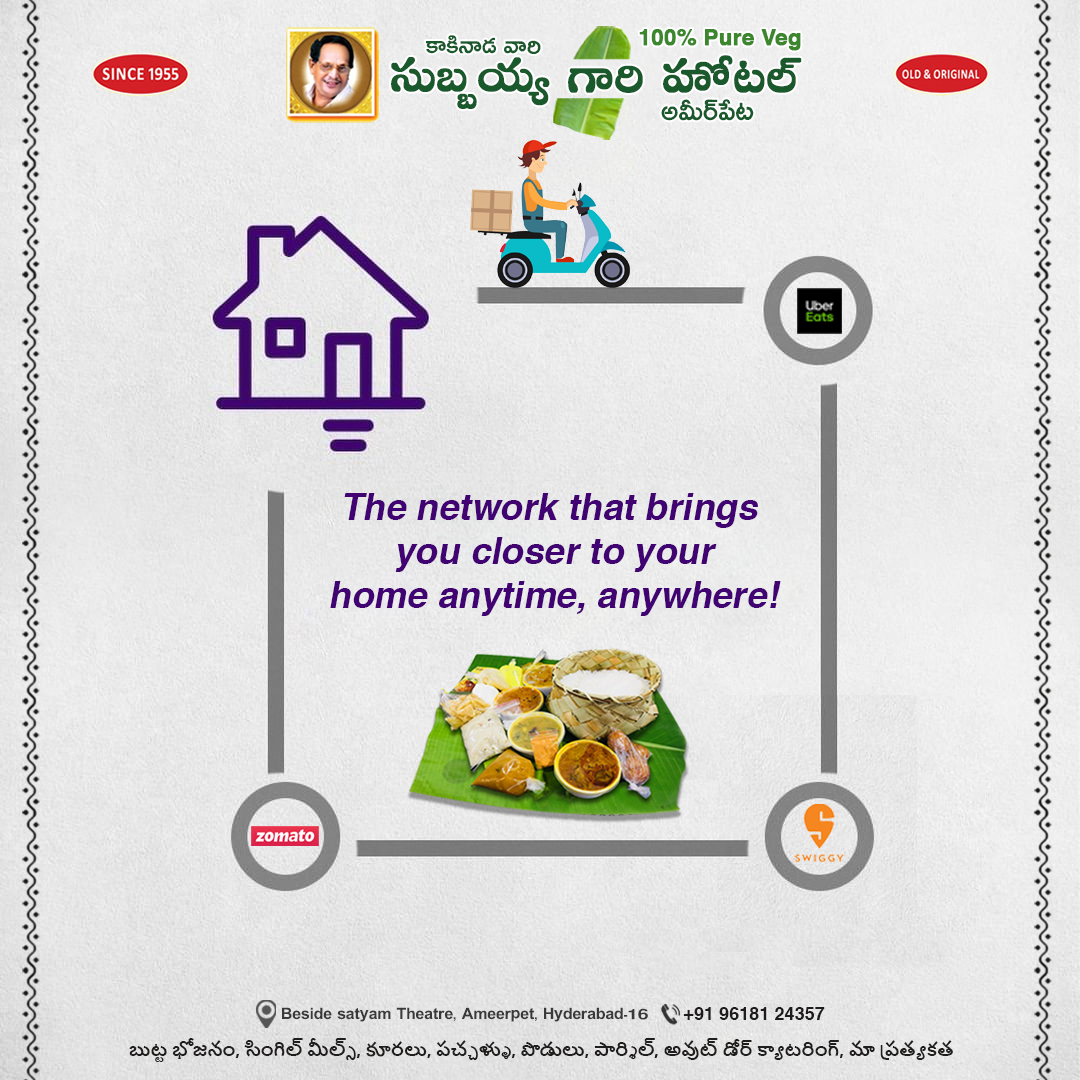 SINCE 1955
కాకినాడ వారి
100% Pure Veg
సుబ్బయ్య గారి హోటల్
అమీర్‌పేట
OLD & ORIGINAL
Uber
Eats
The network that brings
you closer to your
home anytime, anywhere!
zomato
SWIGGY
Beside satyam Theatre, Ameerpet, Hyderabad-16 +91 96181 24357
బుట్ట భోజనం, సింగిల్ మీల్స్, కూరలు, పచ్చళ్ళు, పొడులు, పార్శిల్, అవుట్ డోర్ క్యాటరింగ్, మా ప్రత్యకత